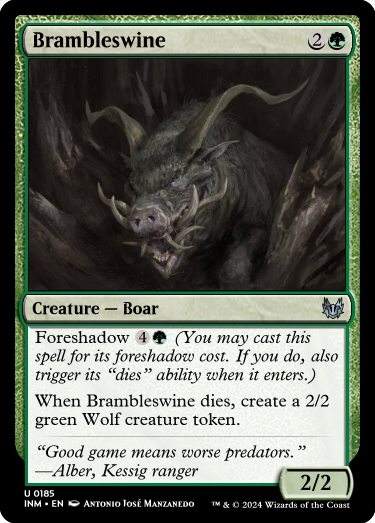 Brambleswine 2
Creature — Boar
Foreshadow 4 (You may cast this
spell for its foreshadow cost. If you do, also
trigger its “dies” ability when it enters.)
When Brambleswine dies, create a 2/2
green Wolf creature token.
“Good game means worse predators.”
—Alber, Kessig ranger
2/2
U 0185
INM • EN Antonio José Manzanedo ™ & © 2024 Wizards of the Coast